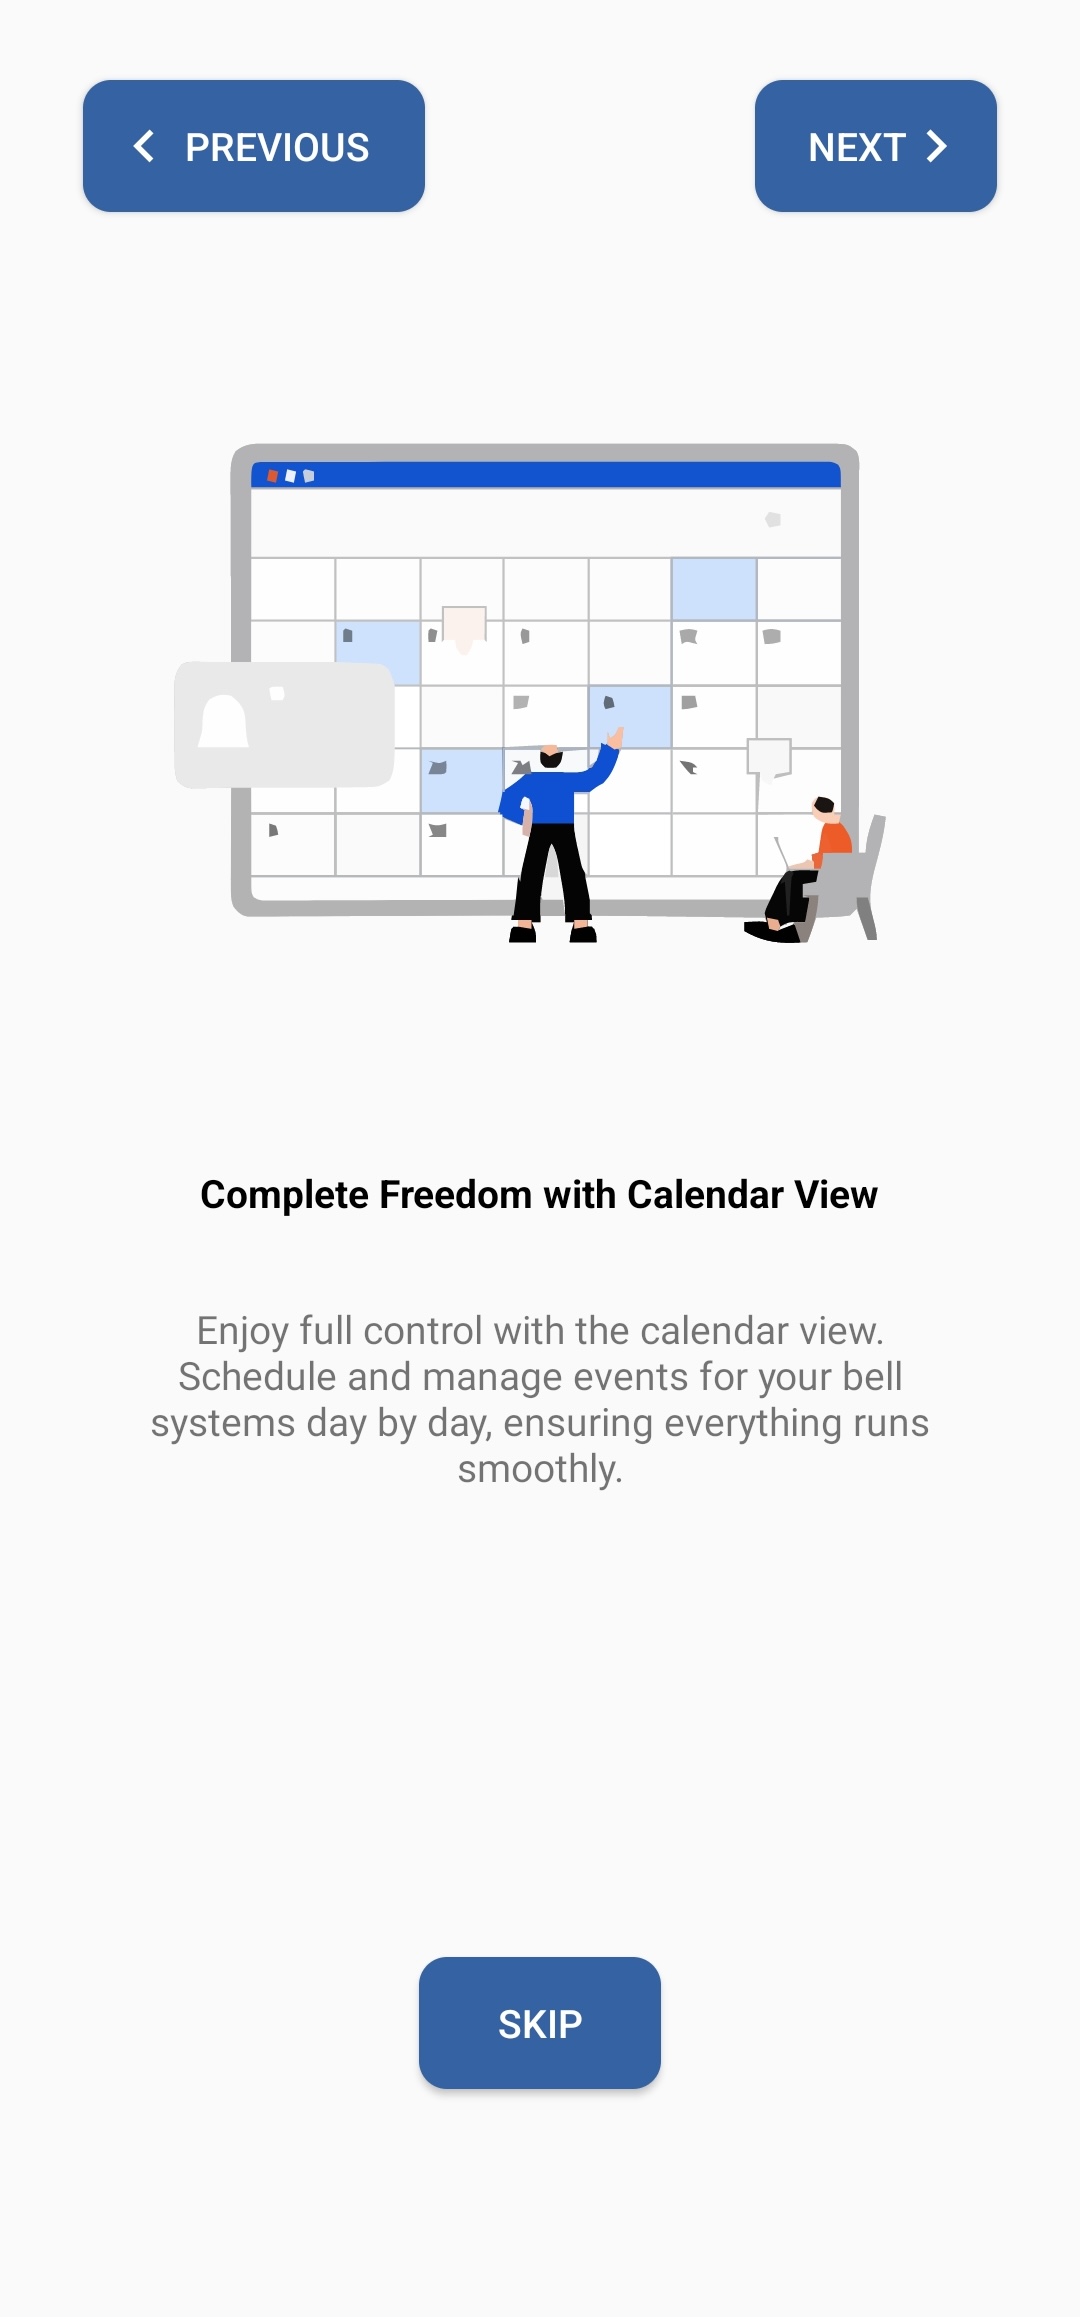 PREVIOUS
NEXT
Complete Freedom with Calendar View
Enjoy full control with the calendar view.
Schedule and manage events for your bell
systems day by day, ensuring everything runs
smoothly.
SKIP